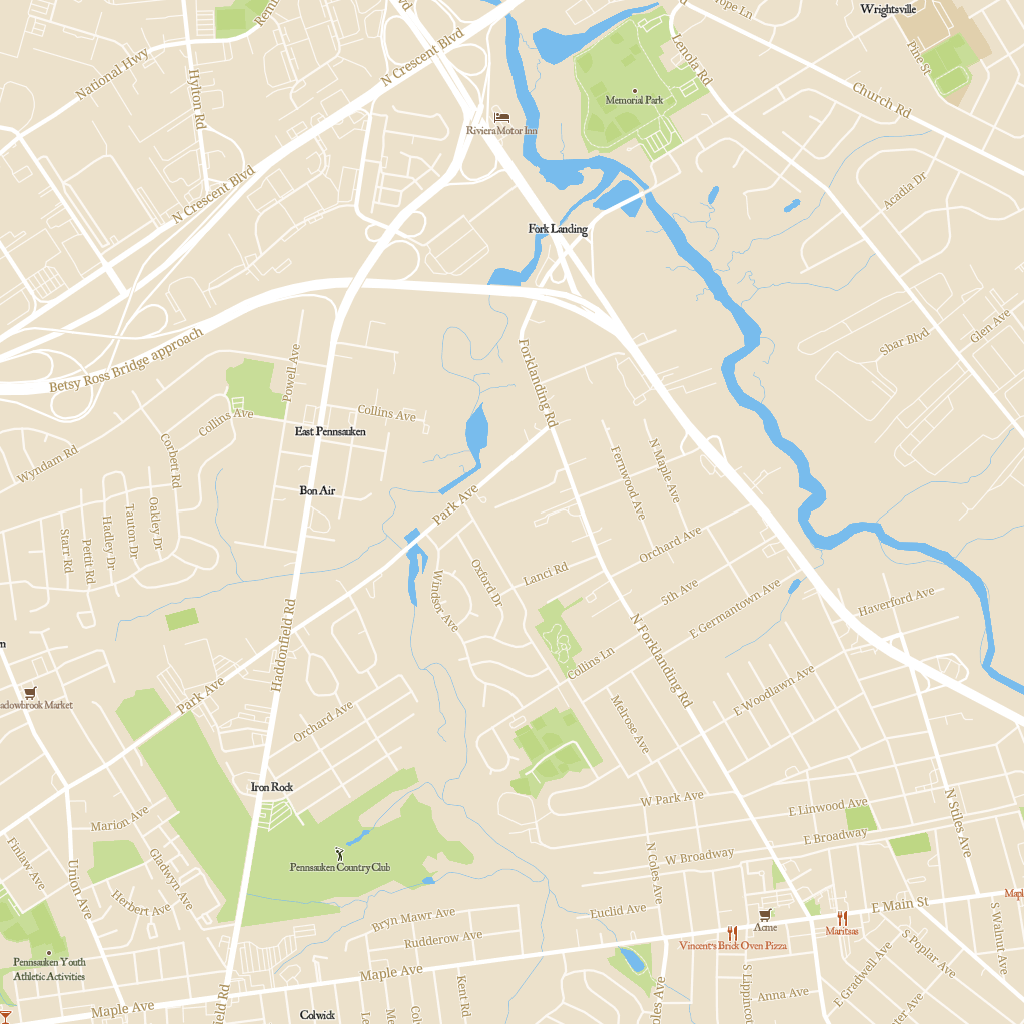 Hope Ln
Wrightsville
N Crescent Blvd
Lenola Rd
Pine St
National Hwy
Hylton Rd
Memorial Park
Church Rd
Riviera Motor Inn
N Crescent Blvd
Acadia Dr
Fork Landing
Glen Ave
Sbar Blvd
Betsy Ross Bridge approach
Powell Ave
Forklanding Rd
Collins Ave
Collins Ave
East Pennsauken
Wyndam Rd
Corbett Rd
N Maple Ave
Fernwood Ave
Bon Air
Park Ave
Oakley Dr
Tauton Dr
Hadley Dr
Starr Rd
Pettit Rd
Orchard Ave
Lanci Rd
Oxford Dr
Windsor Ave
5th Ave
E Germantown Ave
Haverford Ave
Haddonfield Rd
N Forklanding Rd
Collins Ln
Park Ave
Meadowbrook Market
E Woodlawn Ave
Orchard Ave
Melrose Ave
Iron Rock
W Park Ave
E Linwood Ave
N Stiles Ave
Marion Ave
E Broadway
W Broadway
Finlaw Ave
Gladwyn Ave
Pennsauken Country Club
N Coles Ave
Union Ave
Herbert Ave
Bryn Mawr Ave
Euclid Ave
E Main St
Acme
Maritsas
Rudderow Ave
Vincent's Brick Oven Pizza
S Walnut Ave
S Poplar Ave
Pennsauken Youth
Athletic Activities
Maple Ave
E Gradwell Ave
Kent Rd
Anna Ave
Maple Ave
Colwick